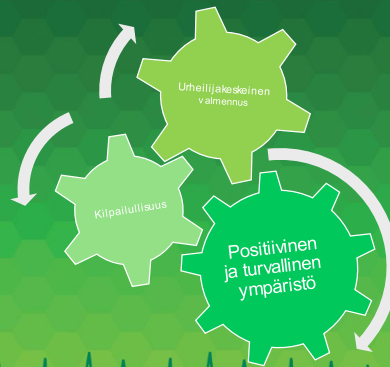 Urheilijakeskeinen
valmennus
Kilpailullisuus
Positiivinen
ja turvallinen
ympäristö